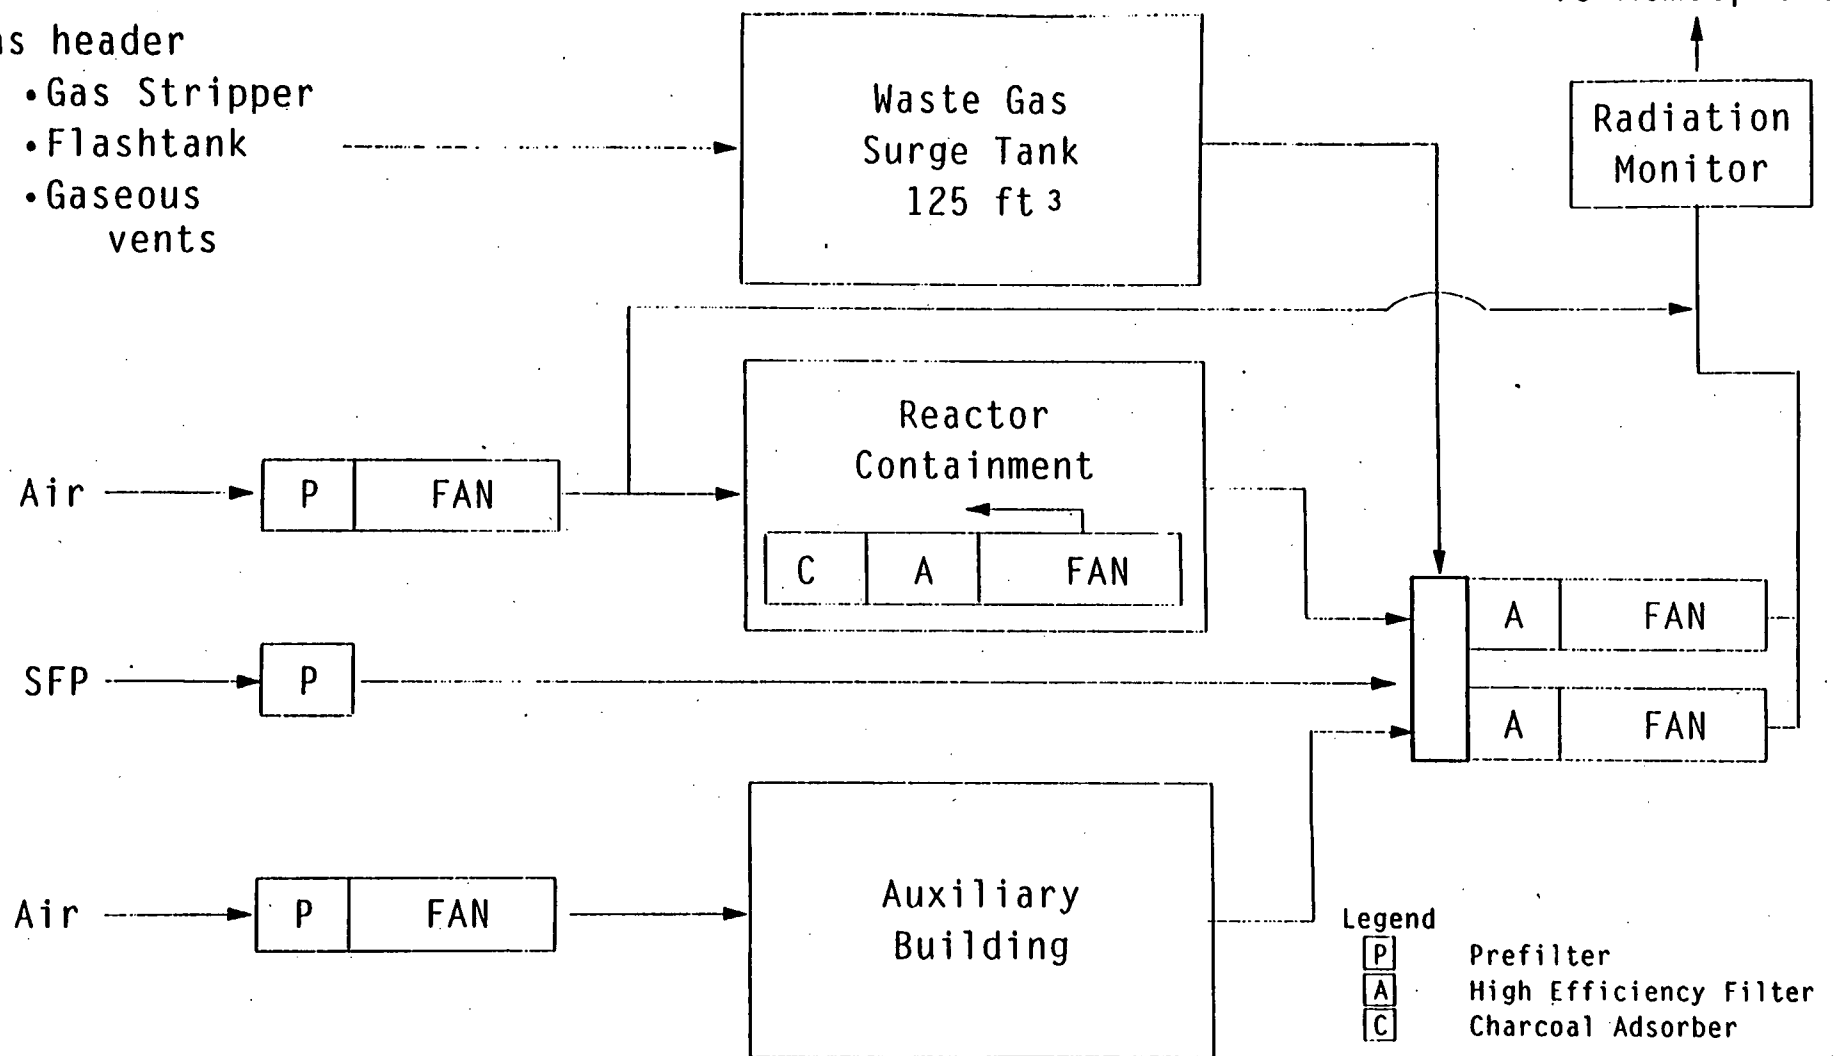 header
•Gas Stripper
•Flashtank
•Gaseous
vents
Waste Gas
Surge Tank
125 ft 3
Radiation
Monitor
Reactor
Containment
Air
P
FAN
C
A
FAN
A
FAN
SFP
P
A
FAN
Air
P
FAN
Auxiliary
Building
Legend
P Prefilter
A High Efficiency Filter
C Charcoal Adsorber